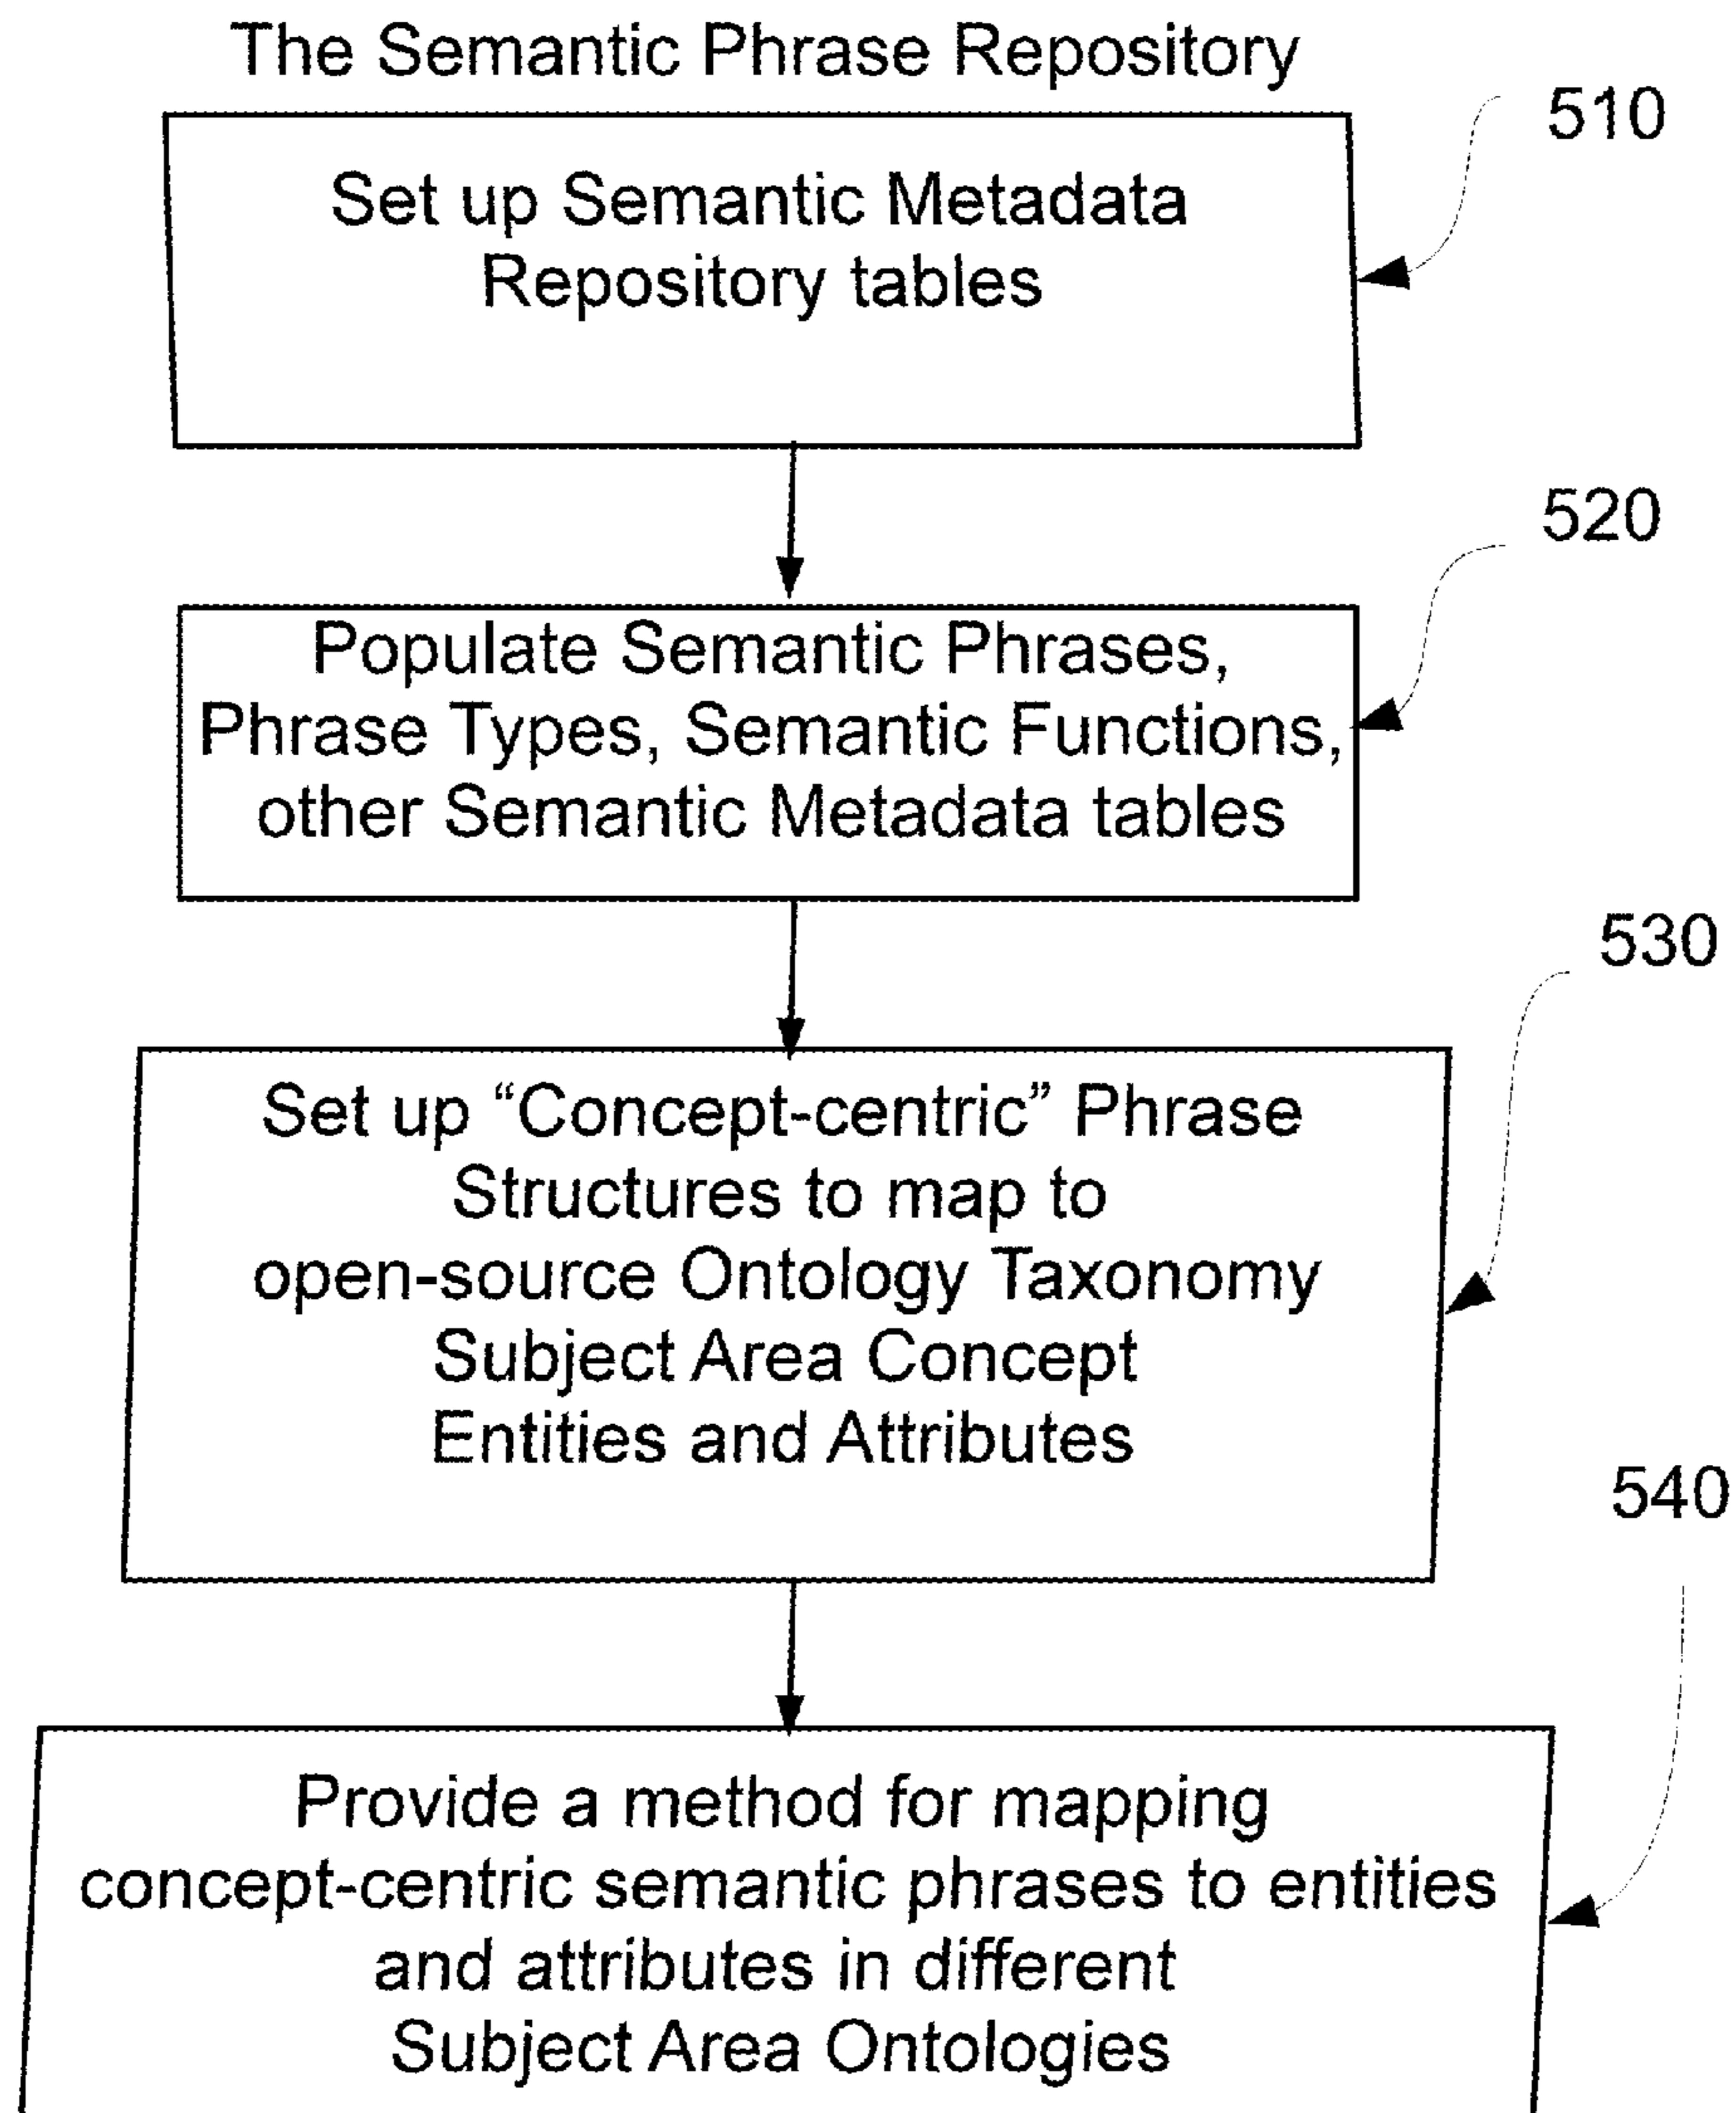 The Semantic Phrase Repository
510
Set up Semantic Metadata
Repository tables
520
Populate Semantic Phrases,
Phrase Types, Semantic Functions,
other Semantic Metadata tables
530
Set up “Concept-centric” Phrase
Structures to map to
open-source Ontology Taxonomy
Subject Area Concept
Entities and Attributes
540
Provide a method for mapping
concept-centric semantic phrases to entities
and attributes in different
Subject Area Ontologies